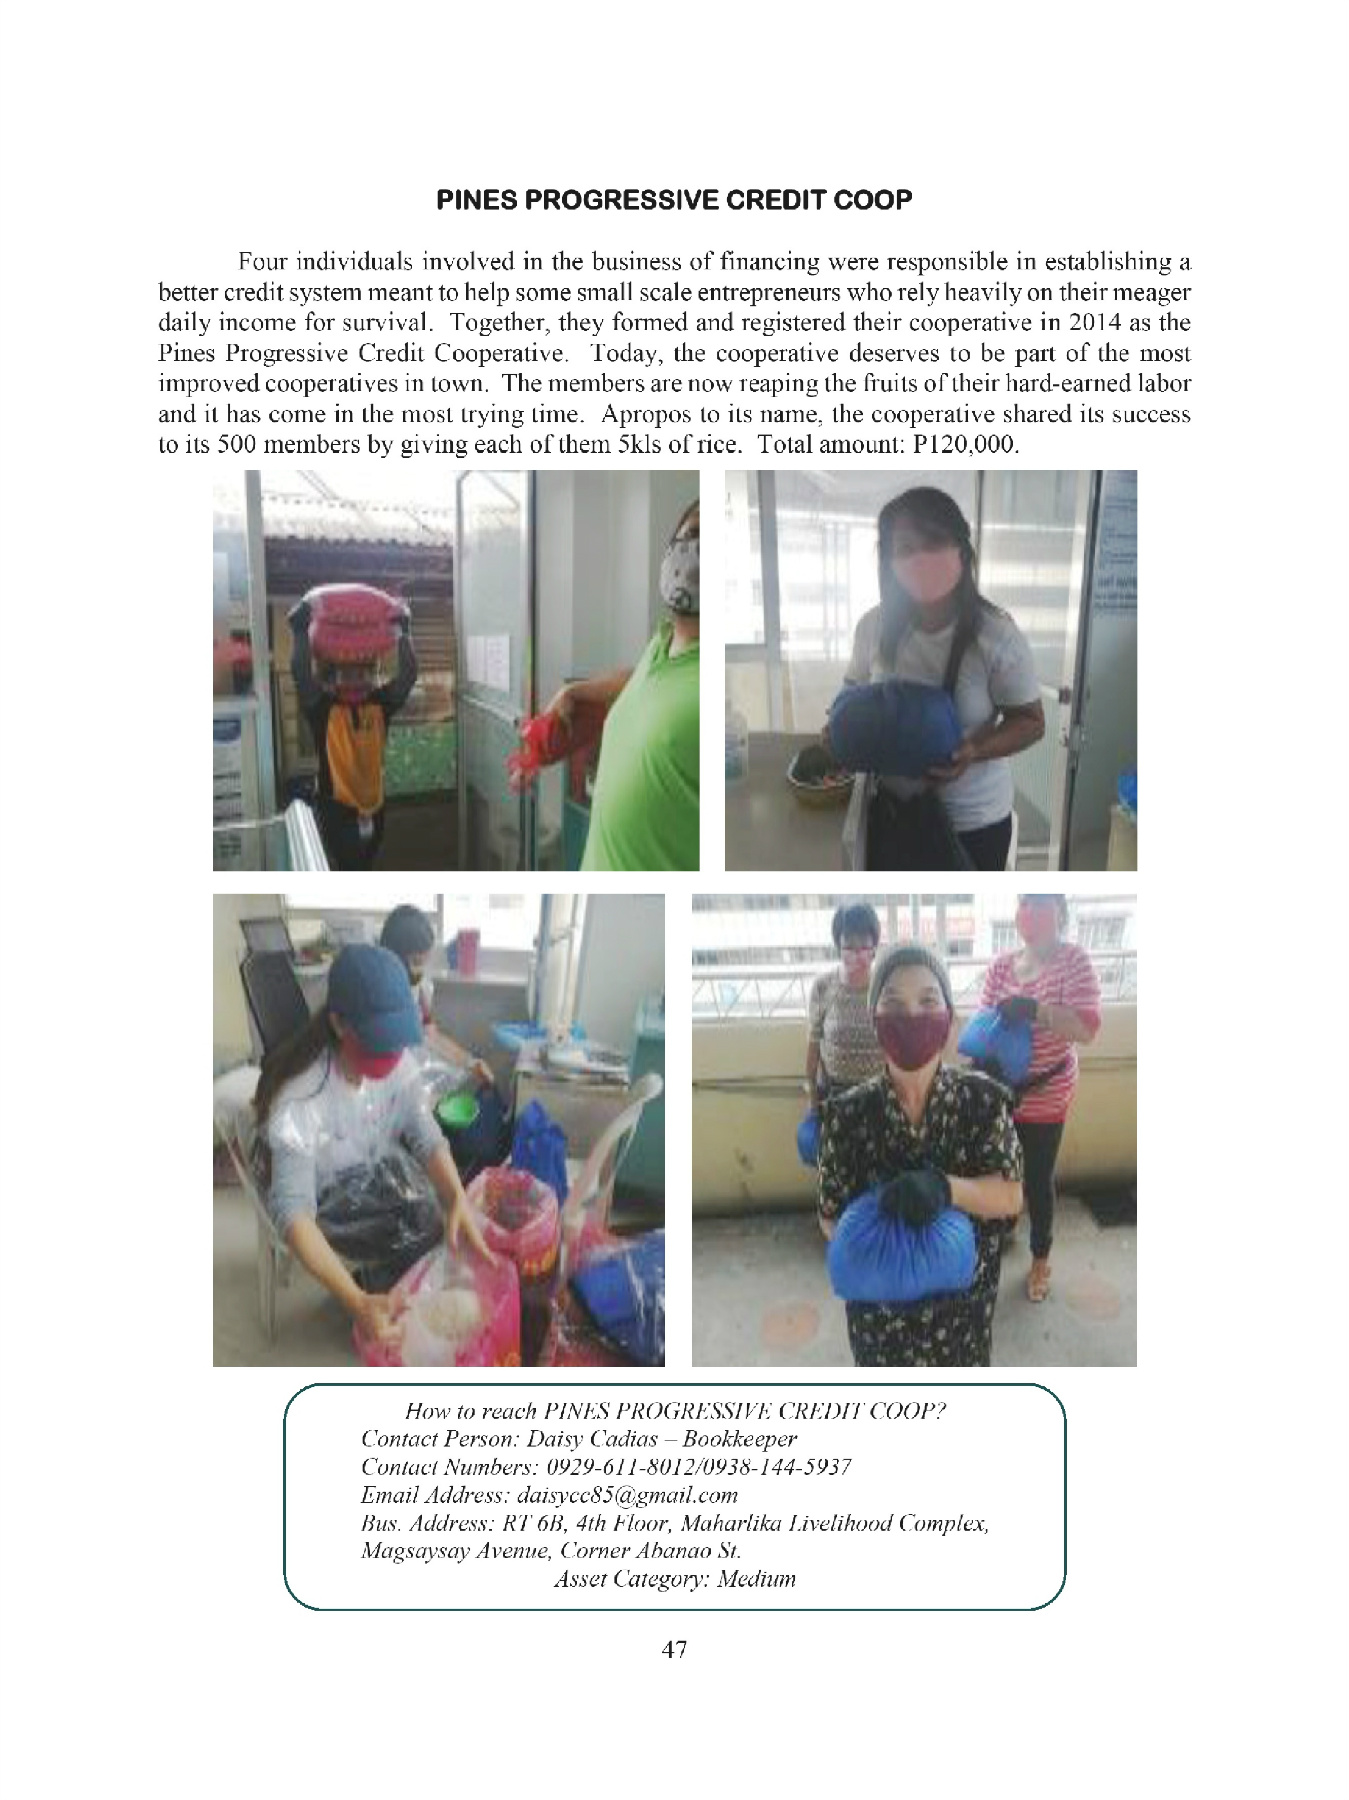 PINES PROGRESSIVE CREDIT COOP
Four individuals involved in the business of financing were responsible in establishing a
better credit system meant to help some small scale entrepreneurs who rely heavily on their meager
daily income for survival.  Together, they formed and registered their cooperative in 2014 as the
Pines Progressive Credit Cooperative.  Today, the cooperative deserves to be part of the most
improved cooperatives in town.  The members are now reaping the fruits of their hard-earned labor
and it has come in the most trying time.  Apropos to its name, the cooperative shared its success
to its 500 members by giving each of them 5kls of rice.  Total amount: P120,000.
How to reach PINES PROGRESSIVE CREDIT COOP?
Contact Person: Daisy Cadias – Bookkeeper
Contact Numbers: 0929-611-8012/0938-144-5937
Email Address: daisycc85@gmail.com
Bus. Address: RT 6B, 4th Floor, Maharlika Livelihood Complex,
Magsaysay Avenue, Corner Abanao St.
Asset Category: Medium
47